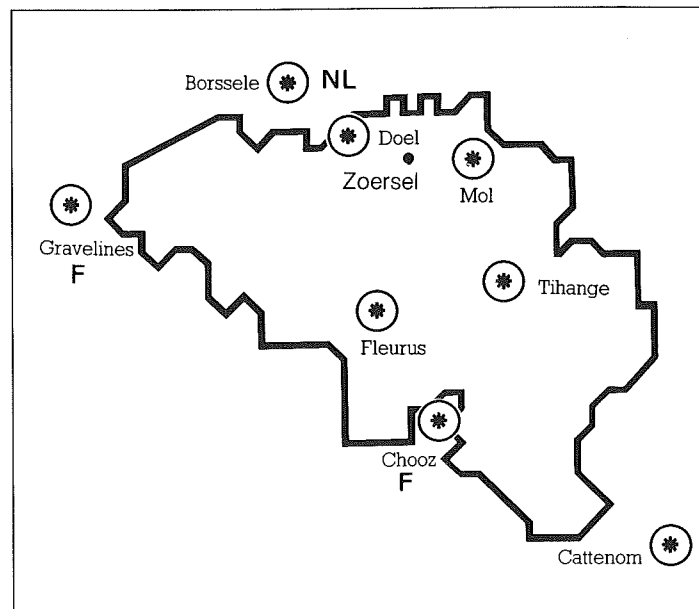 Borssele
NL
Doel
Zoersel
Mol
Gravelines
F
Tihange
Fleurus
Chooz
F
Cattenom